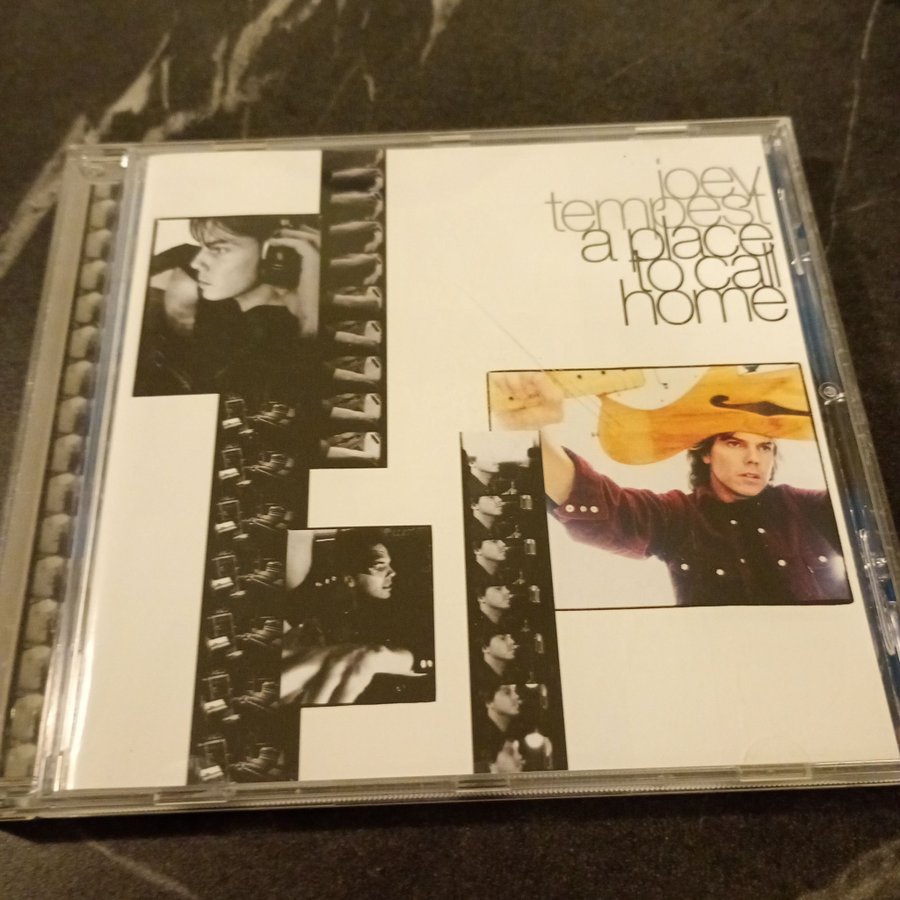 joey
tempest
a place
to call
home